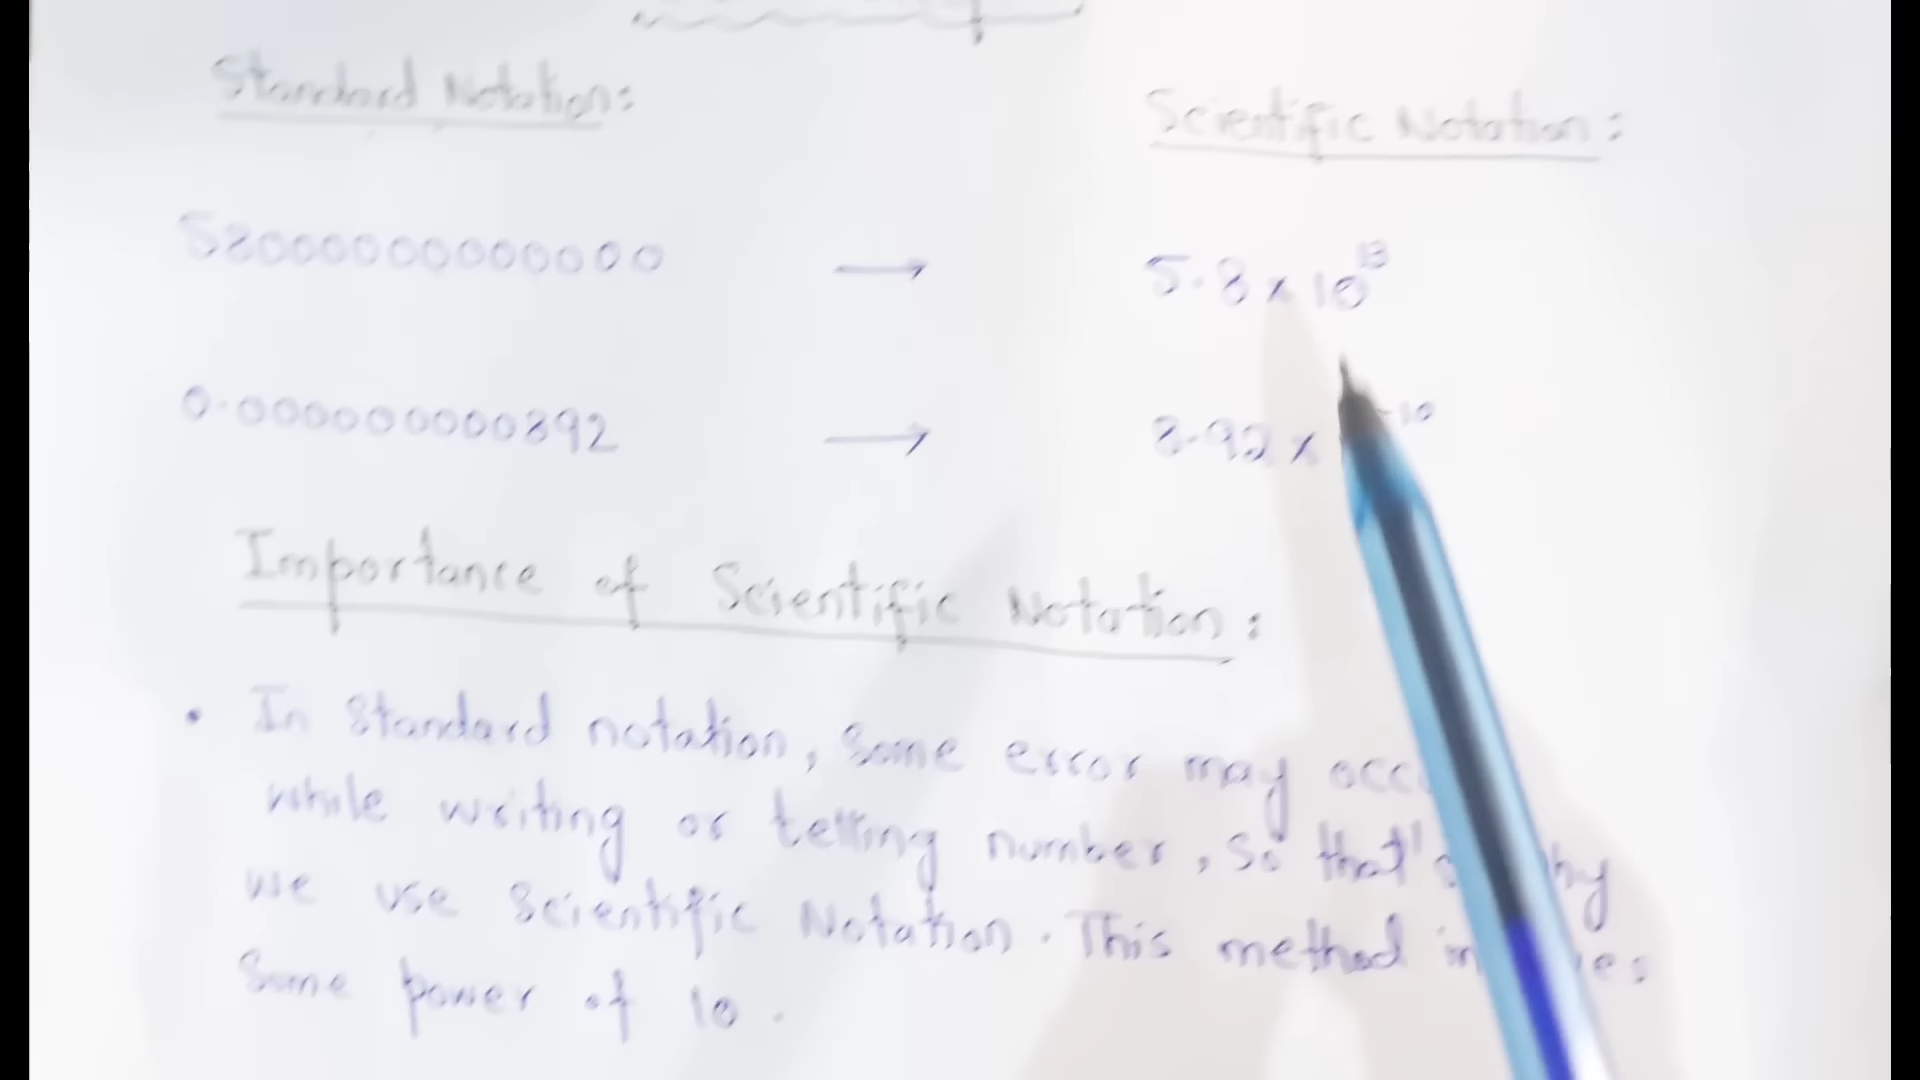 Standard Notation:
Scientific Notation:
58000000000000 → 5.8 x 10¹³
0.000000000892 → 8.92 x -10
Importance of Scientific Notation:
• In Standard notation, Some error may
while writing or telling number, So that's
we use Scientific Notation. This method
Some power of 10.